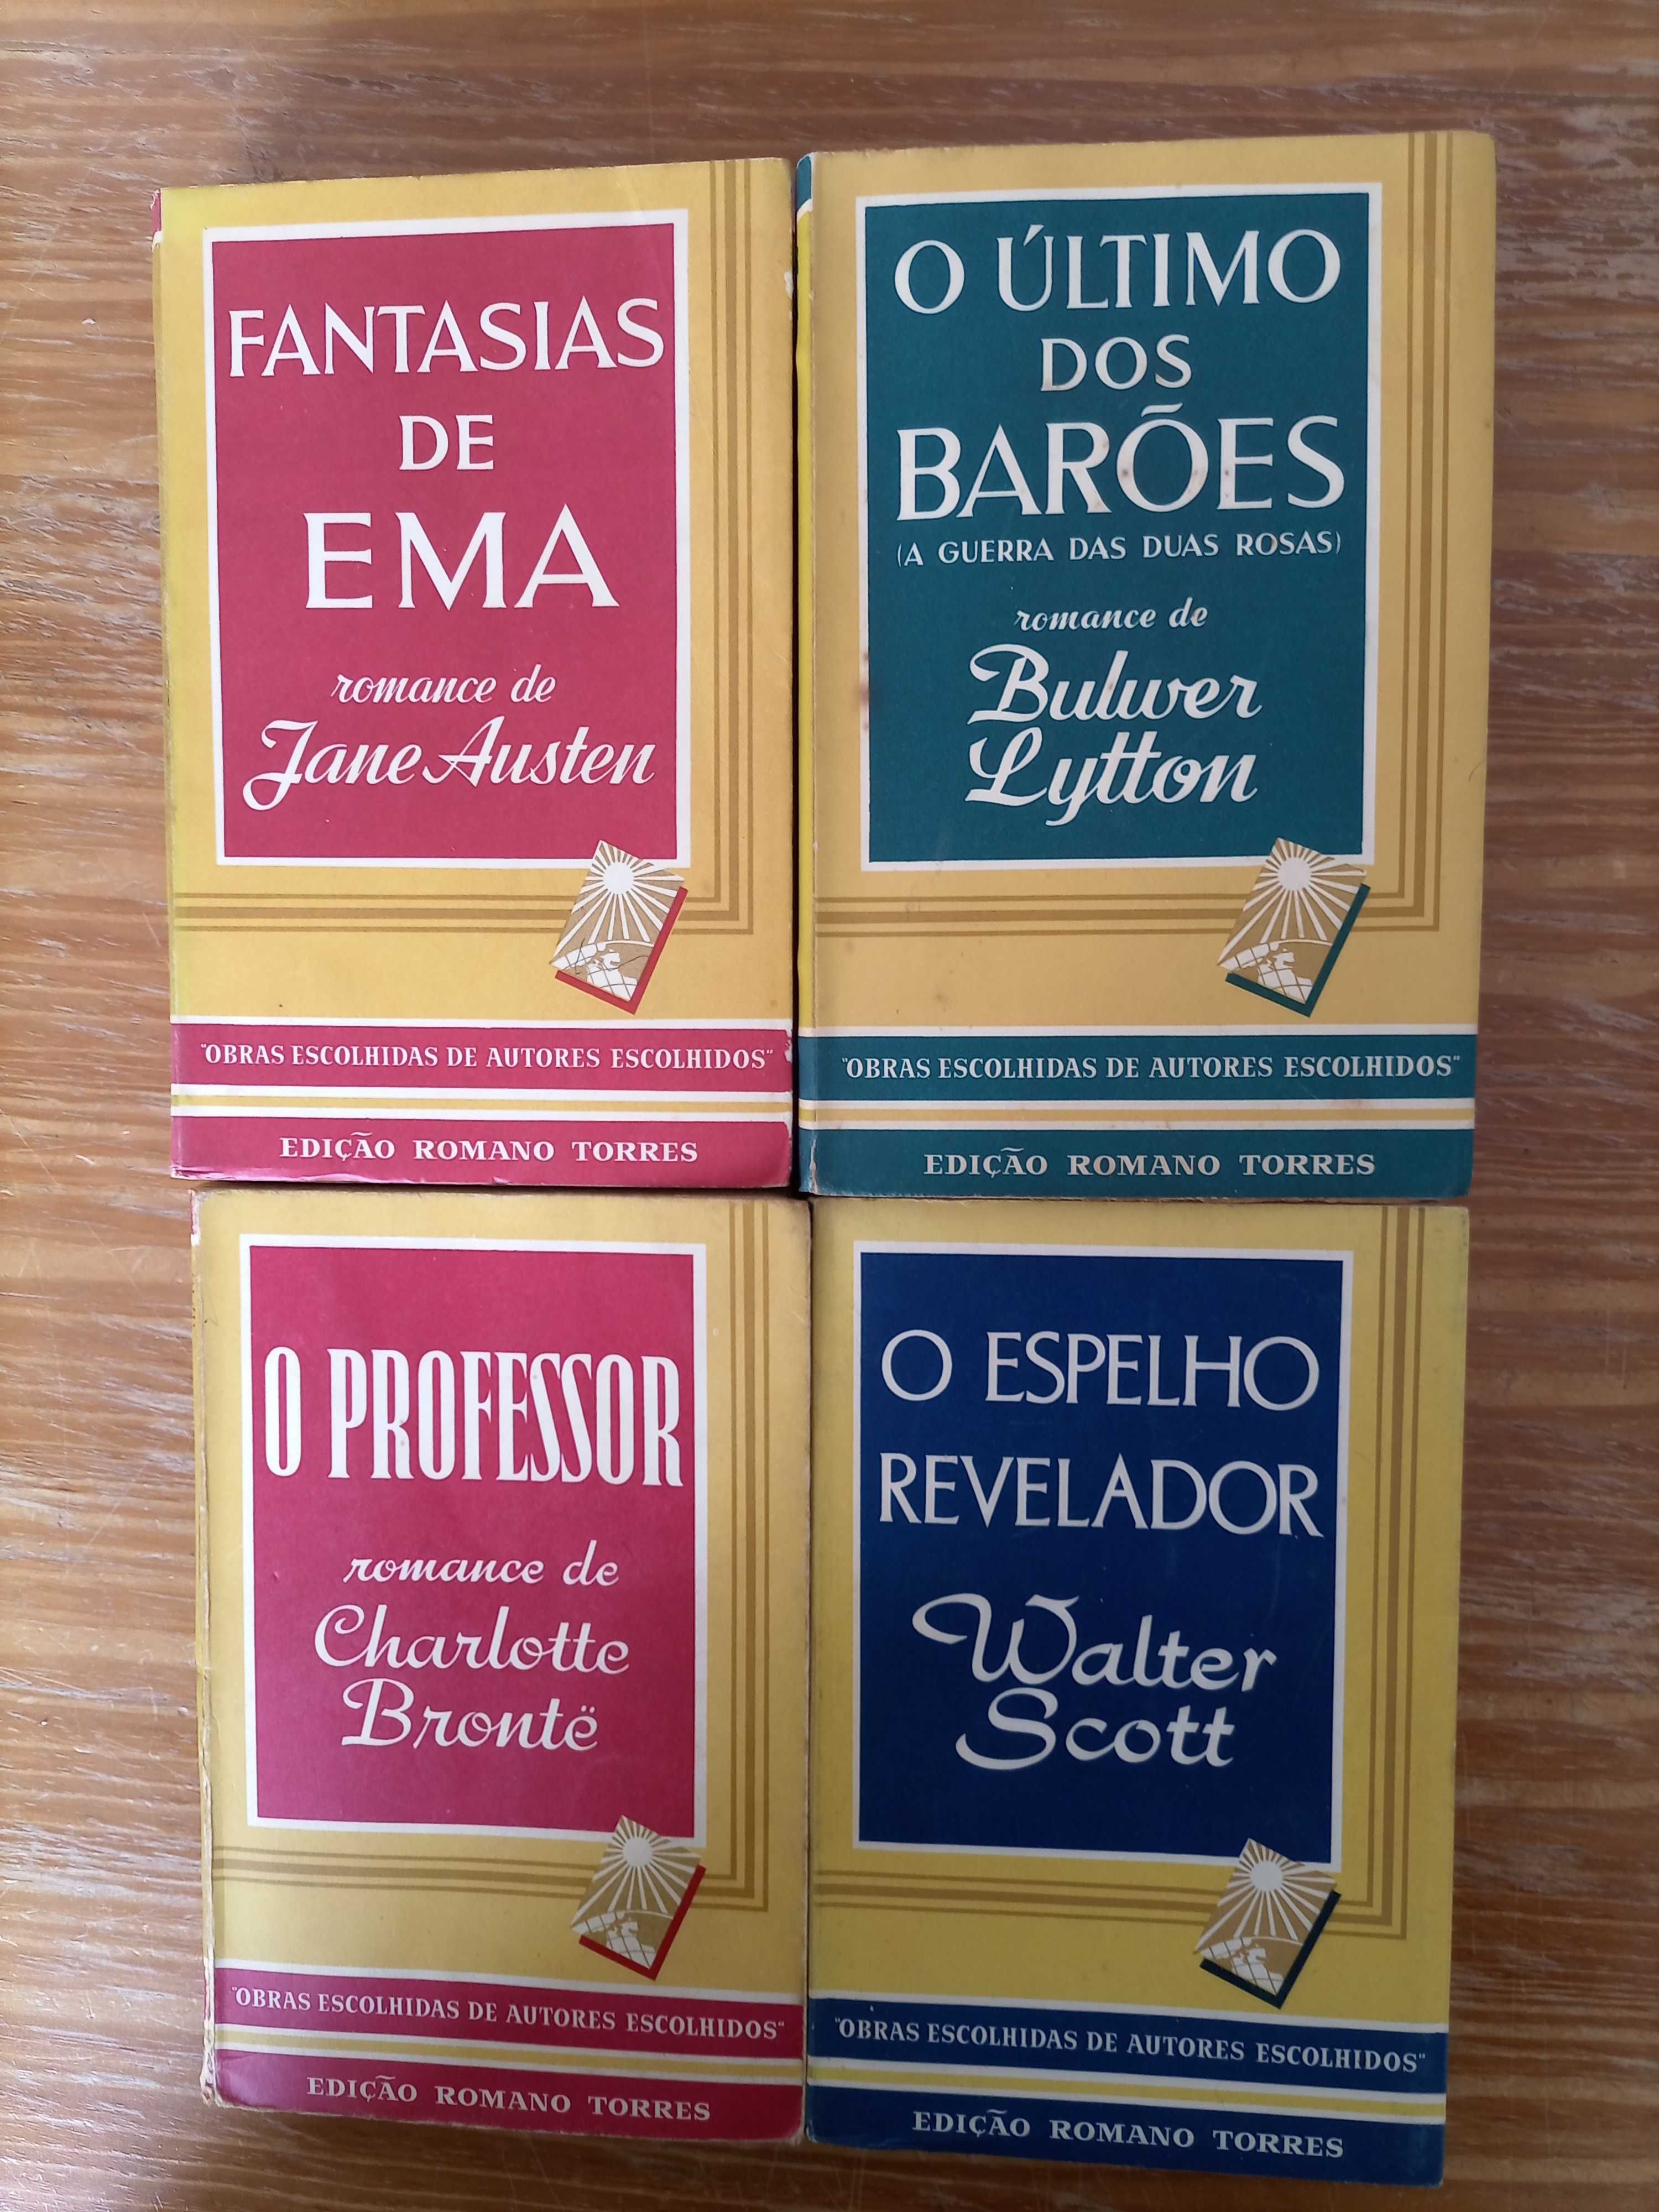 FANTASIAS
DE
EMA
romance de
Jane Austen
"OBRAS ESCOLHIDAS DE AUTORES ESCOLHIDOS"
EDIÇÃO ROMANO TORRES
O ÚLTIMO
DOS
BARÕES
(A GUERRA DAS DUAS ROSAS)
romance de
Bulwer
Lytton
"OBRAS ESCOLHIDAS DE AUTORES ESCOLHIDOS"
EDIÇÃO ROMANO TORRES
O PROFESSOR
romance de
Charlotte
Brontë
"OBRAS ESCOLHIDAS DE AUTORES ESCOLHIDOS"
EDIÇÃO ROMANO TORRES
O ESPELHO
REVELADOR
Walter
Scott
"OBRAS ESCOLHIDAS DE AUTORES ESCOLHIDOS"
EDIÇÃO ROMANO TORRES